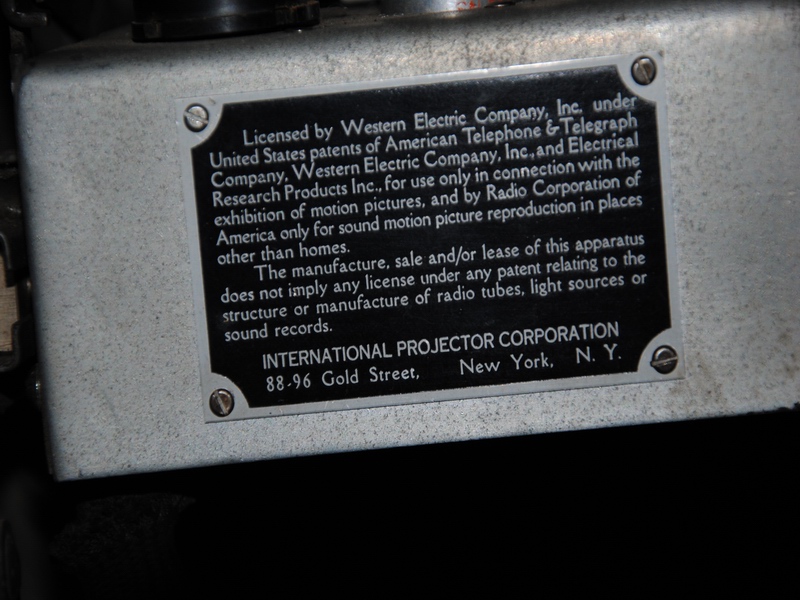 Licensed by Western Electric Company, Inc. under
United States patents of American Telephone & Telegraph
Company, Western Electric Company, Inc., and Electrical
Research Products Inc., for use only in connection with the
exhibition of motion pictures, and by Radio Corporation of
America only for sound motion picture reproduction in places
other than homes.
The manufacture, sale and/or lease of this apparatus
does not imply any license under any patent relating to the
structure or manufacture of radio tubes, light sources or
sound records.
INTERNATIONAL PROJECTOR CORPORATION
88-96 Gold Street, New York, N. Y.